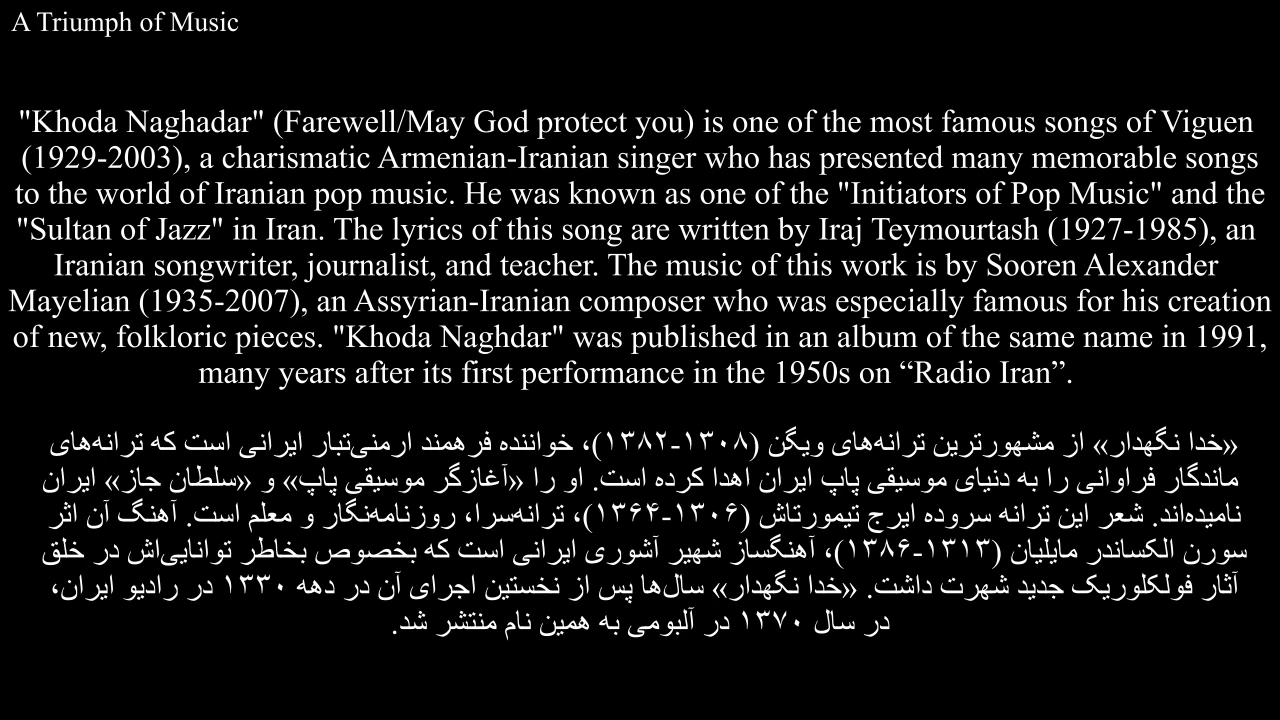 A Triumph of Music
"Khoda Naghadar" (Farewell/May God protect you) is one of the most famous songs of Viguen
(1929-2003), a charismatic Armenian-Iranian singer who has presented many memorable songs
to the world of Iranian pop music. He was known as one of the "Initiators of Pop Music" and the
"Sultan of Jazz" in Iran. The lyrics of this song are written by Iraj Teymourtash (1927-1985), an
Iranian songwriter, journalist, and teacher. The music of this work is by Sooren Alexander
Mayelian (1935-2007), an Assyrian-Iranian composer who was especially famous for his creation
of new, folkloric pieces. "Khoda Naghdar" was published in an album of the same name in 1991,
many years after its first performance in the 1950s on “Radio Iran”.
«خدا نگهدار» از مشهورترین ترانه‌های ویگن (۱۳۰۸-۱۳۸۲)، خواننده فرهمند ارمنی‌تبار ایرانی است که ترانه‌های
ماندگار فراوانی را به دنیای موسیقی پاپ ایران اهدا کرده است. او را «آغازگر موسیقی پاپ» و «سلطان جاز» ایران
نامیده‌اند. شعر این ترانه سروده ایرج تیمورتاش (۱۳۰۶-۱۳۶۴)، ترانه‌سرا، روزنامه‌نگار و معلم است. آهنگ آن اثر
سورن الکساندر مایلیان (۱۳۱۳-۱۳۸۶)، آهنگساز شهیر آشوری ایرانی است که بخصوص بخاطر توانایی‌اش در خلق
آثار فولکلوریک جدید شهرت داشت. «خدا نگهدار» سال‌ها پس از نخستین اجرای آن در دهه ۱۳۳۰ در رادیو ایران،
در سال ۱۳۷۰ در آلبومی به همین نام منتشر شد.